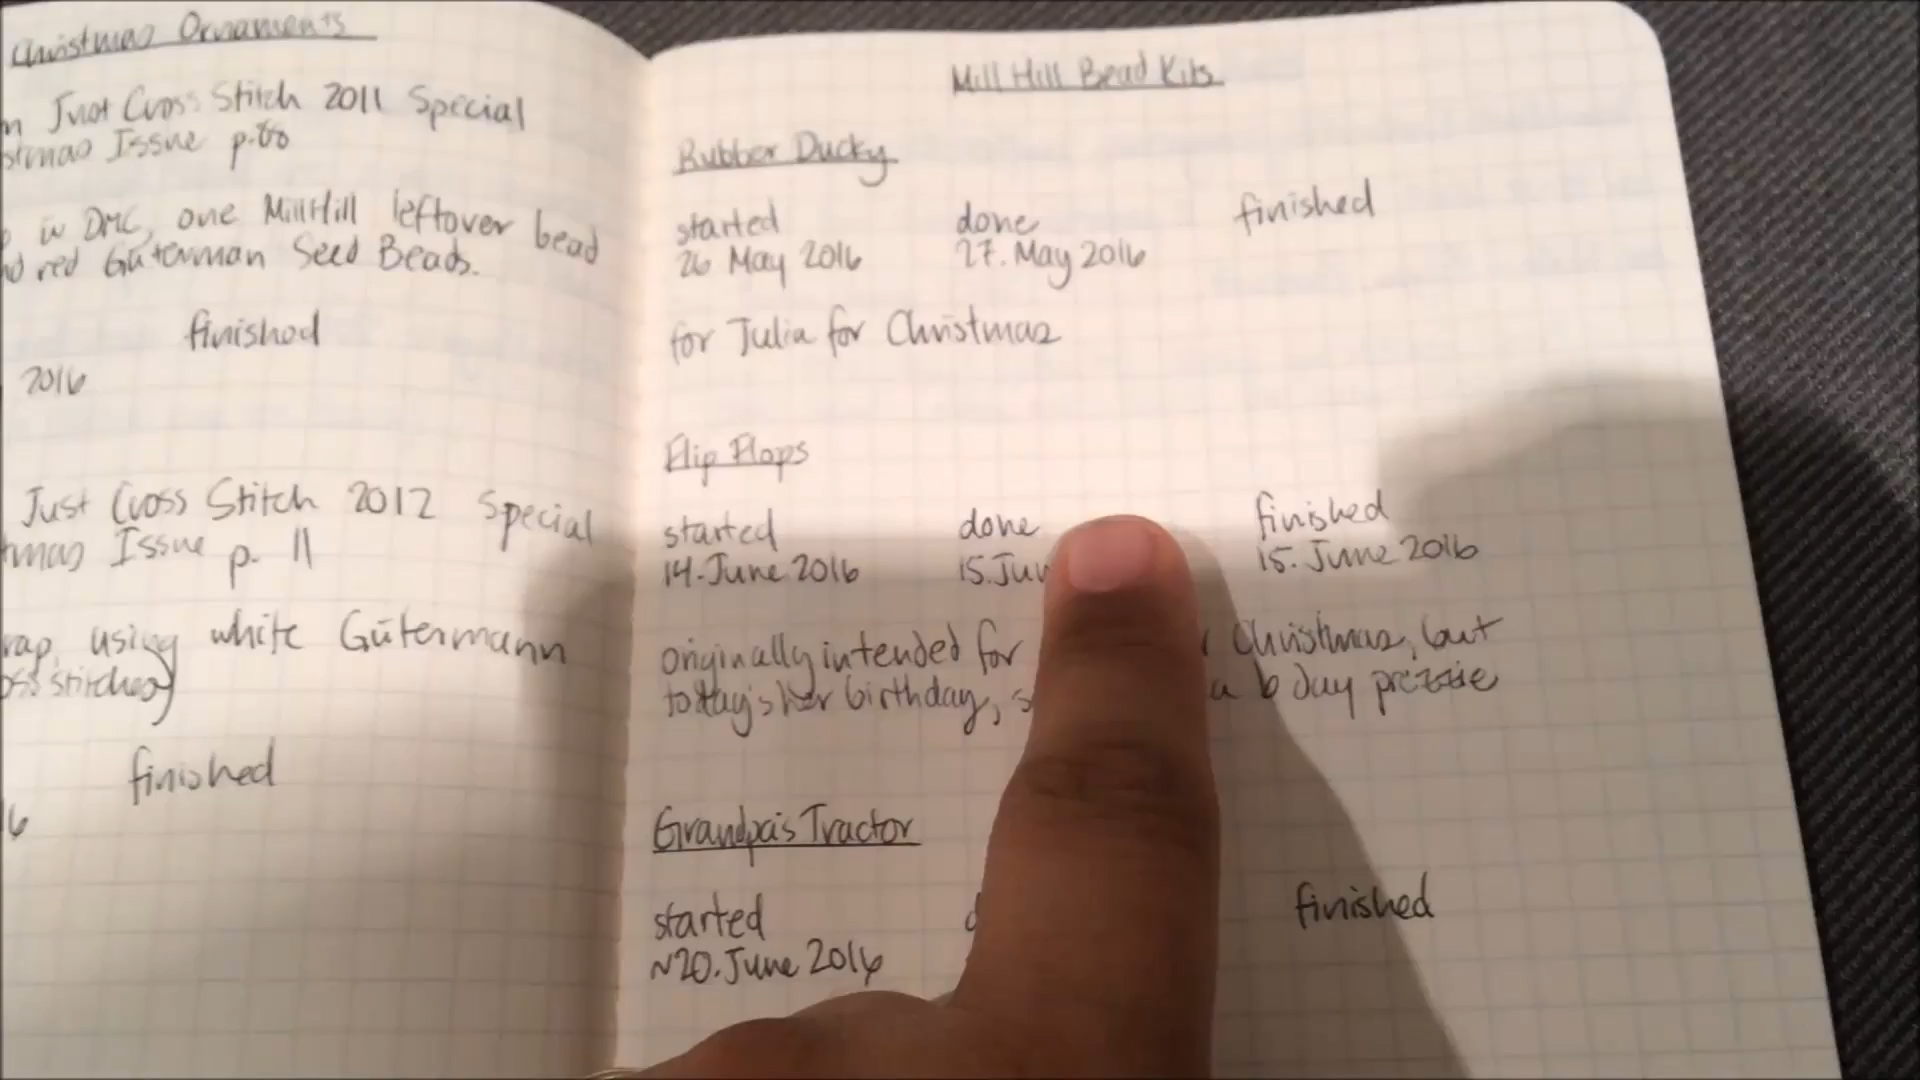 Christmas Ornaments
Just Cross Stitch 2011 Special
Issue p.
in DMC, one MillHill leftover bead
red Gütermann Seed Beads.
finished
2016
Just Cross Stitch 2012 Special
Issue p. 11
using white Gütermann
finished
Mill Hill Bead Kits
Rubber Ducky
started done finished
26 May 2016 27. May 2016
for Julia for Christmas
Flip Flops
started done finished
14. June 2016 15. 15. June 2016
originally intended for Christmas, but
today's her birthday, a b day prezzie
Grandpa's Tractor
started finished
~20. June 2016